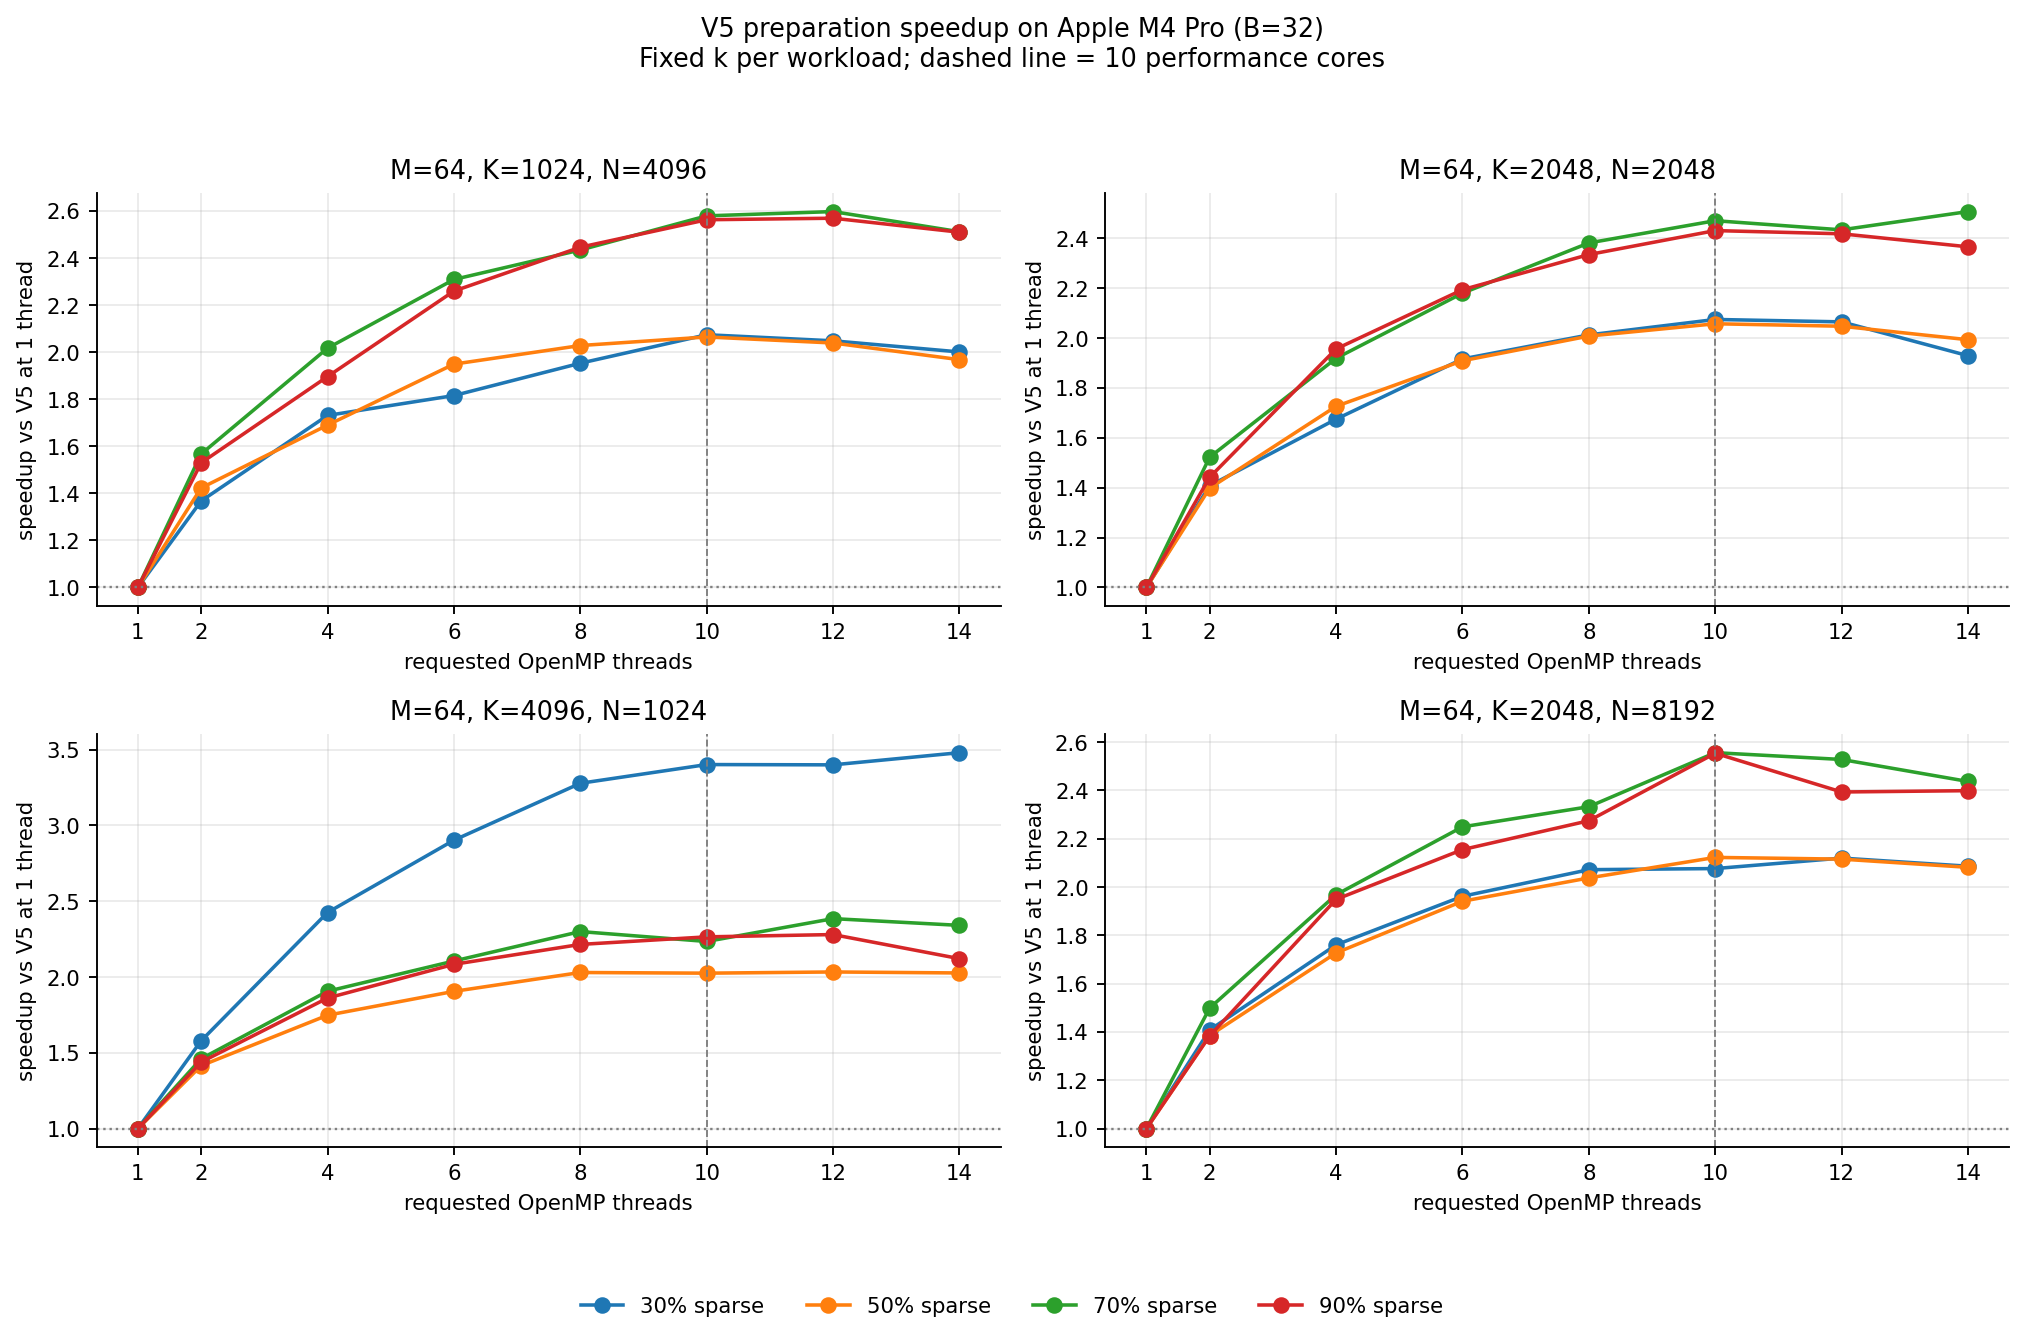 V5 preparation speedup on Apple M4 Pro (B=32)
Fixed k per workload; dashed line = 10 performance cores
M=64, K=1024, N=4096
speedup vs V5 at 1 thread
2.6
2.4
2.2
2.0
1.8
1.6
1.4
1.2
1.0
1 2 4 6 8 10 12 14
requested OpenMP threads
M=64, K=2048, N=2048
speedup vs V5 at 1 thread
2.4
2.2
2.0
1.8
1.6
1.4
1.2
1.0
1 2 4 6 8 10 12 14
requested OpenMP threads
M=64, K=4096, N=1024
speedup vs V5 at 1 thread
3.5
3.0
2.5
2.0
1.5
1.0
1 2 4 6 8 10 12 14
requested OpenMP threads
M=64, K=2048, N=8192
speedup vs V5 at 1 thread
2.6
2.4
2.2
2.0
1.8
1.6
1.4
1.2
1.0
1 2 4 6 8 10 12 14
requested OpenMP threads
30% sparse 50% sparse 70% sparse 90% sparse